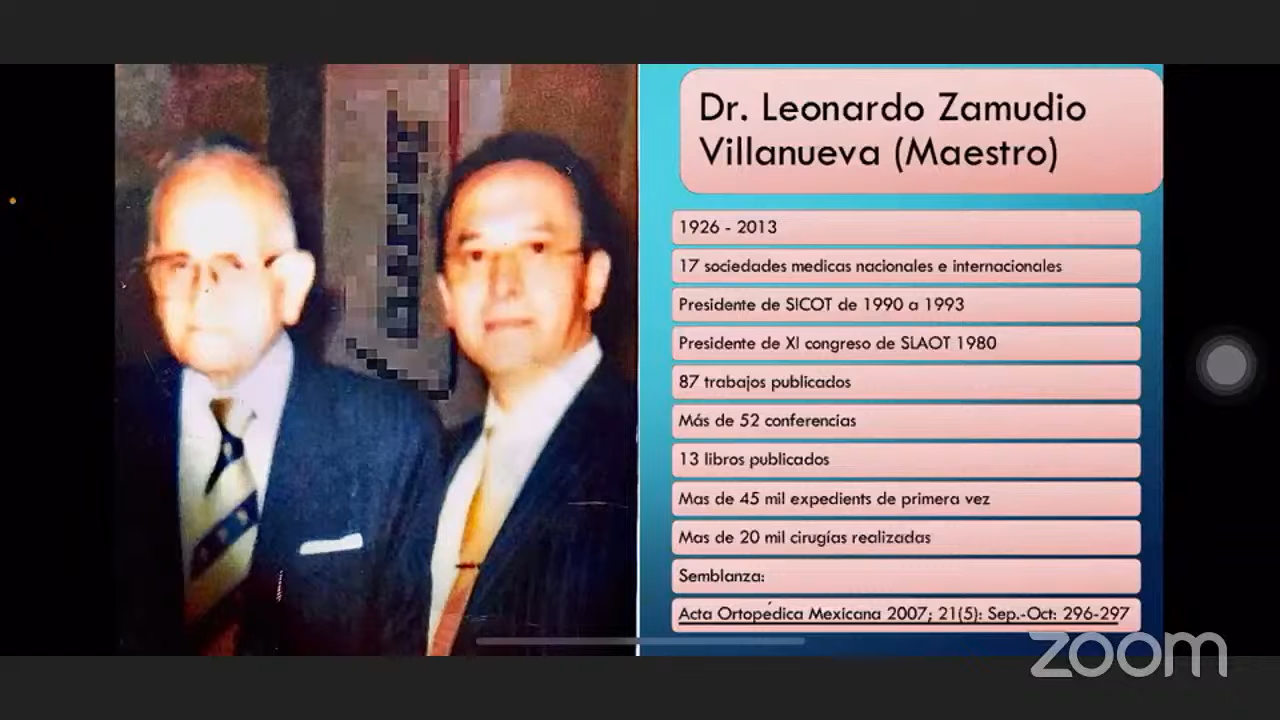 Dr. Leonardo Zamudio
Villanueva (Maestro)
1926 - 2013
17 sociedades medicas nacionales e internacionales
Presidente de SICOT de 1990 a 1993
Presidente de XI congreso de SLAOT 1980
87 trabajos publicados
Más de 52 conferencias
13 libros publicados
Mas de 45 mil expedients de primera vez
Mas de 20 mil cirugías realizadas
Semblanza:
Acta Ortopédica Mexicana 2007; 21(5): Sep.-Oct: 296-297
zoom